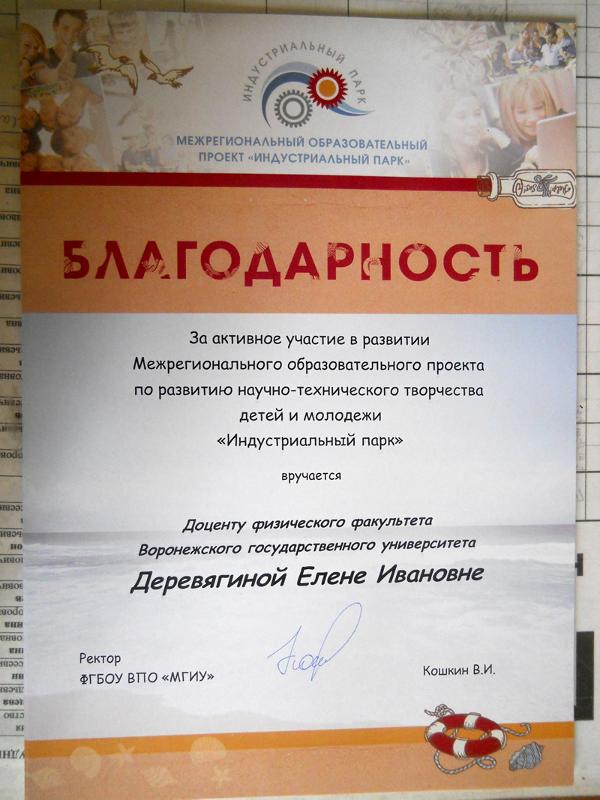 ИНДУСТРИАЛЬНЫЙ ПАРК
МЕЖРЕГИОНАЛЬНЫЙ ОБРАЗОВАТЕЛЬНЫЙ
ПРОЕКТ «ИНДУСТРИАЛЬНЫЙ ПАРК»
БЛАГОДАРНОСТЬ
За активное участие в развитии
Межрегионального образовательного проекта
по развитию научно-технического творчества
детей и молодежи
«Индустриальный парк»
вручается
Доценту физического факультета
Воронежского государственного университета
Деревягиной Елене Ивановне
Ректор
ФГБОУ ВПО «МГИУ»
Кошкин В.И.